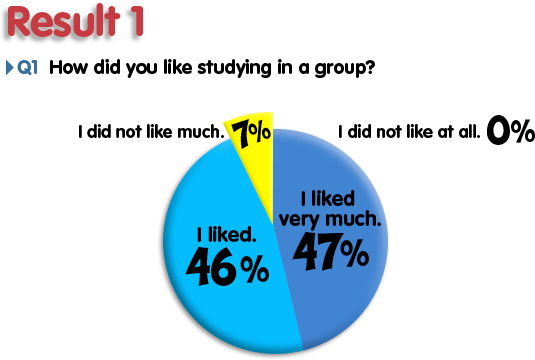 Result 1
Q1 How did you like studying in a group?
I did not like much. 7%
I did not like at all. 0%
I liked
very much.
47%
I liked.
46%